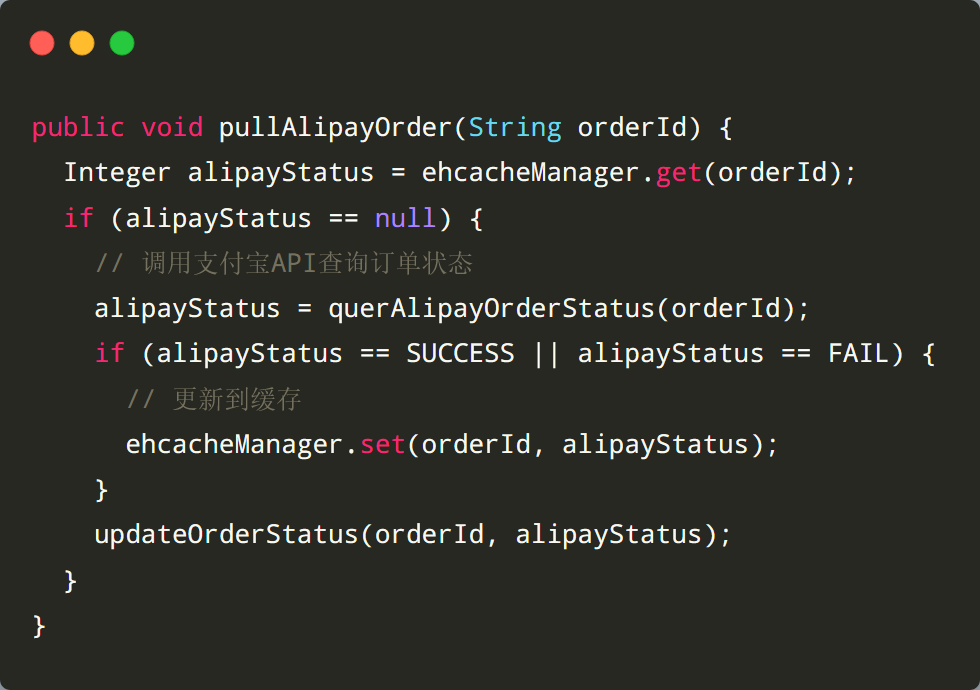 public void pullAlipayOrder(String orderId) {
Integer alipayStatus = ehcacheManager.get(orderId);
if (alipayStatus == null) {
// 调用支付宝API查询订单状态
alipayStatus = querAlipayOrderStatus(orderId);
if (alipayStatus == SUCCESS || alipayStatus == FAIL) {
// 更新到缓存
ehcacheManager.set(orderId, alipayStatus);
}
updateOrderStatus(orderId, alipayStatus);
}
}